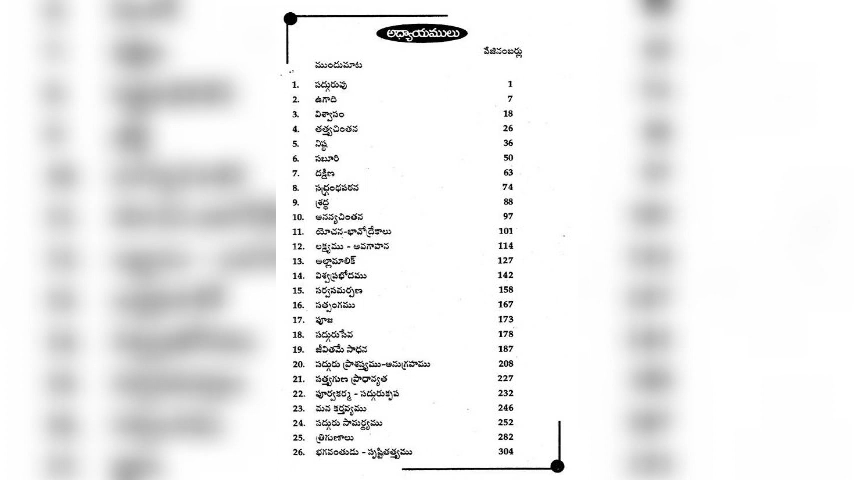 అధ్యాయములు
పేజినంబర్లు
ముందుమాట
1. సద్గురువు 1
2. ఉగాది 7
3. విశ్వాసం 18
4. తత్త్వచింతన 26
5. నిష్ఠ 36
6. సబూరి 50
7. దక్షిణ 63
8. సద్గ్రంథపఠన 74
9. శ్రద్ధ 88
10. అనన్యచింతన 97
11. యోచన-భావోద్రేకాలు 101
12. లక్ష్యము - అవగాహన 114
13. అల్లామాలిక్ 127
14. విశ్వప్రభోదము 142
15. సర్వసమర్పణ 158
16. సత్సంగము 167
17. పూజ 173
18. సద్గురుసేవ 178
19. జీవితమే సాధన 187
20. సద్గురు ప్రాశస్త్యము-అనుగ్రహము 208
21. సత్త్వగుణ ప్రాధాన్యత 227
22. పూర్వకర్మ - సద్గురుకృప 232
23. మన కర్తవ్యము 246
24. సద్గురు సామర్థ్యము 252
25. త్రిగుణాలు 282
26. భగవంతుడు - సృష్టితత్త్వము 304